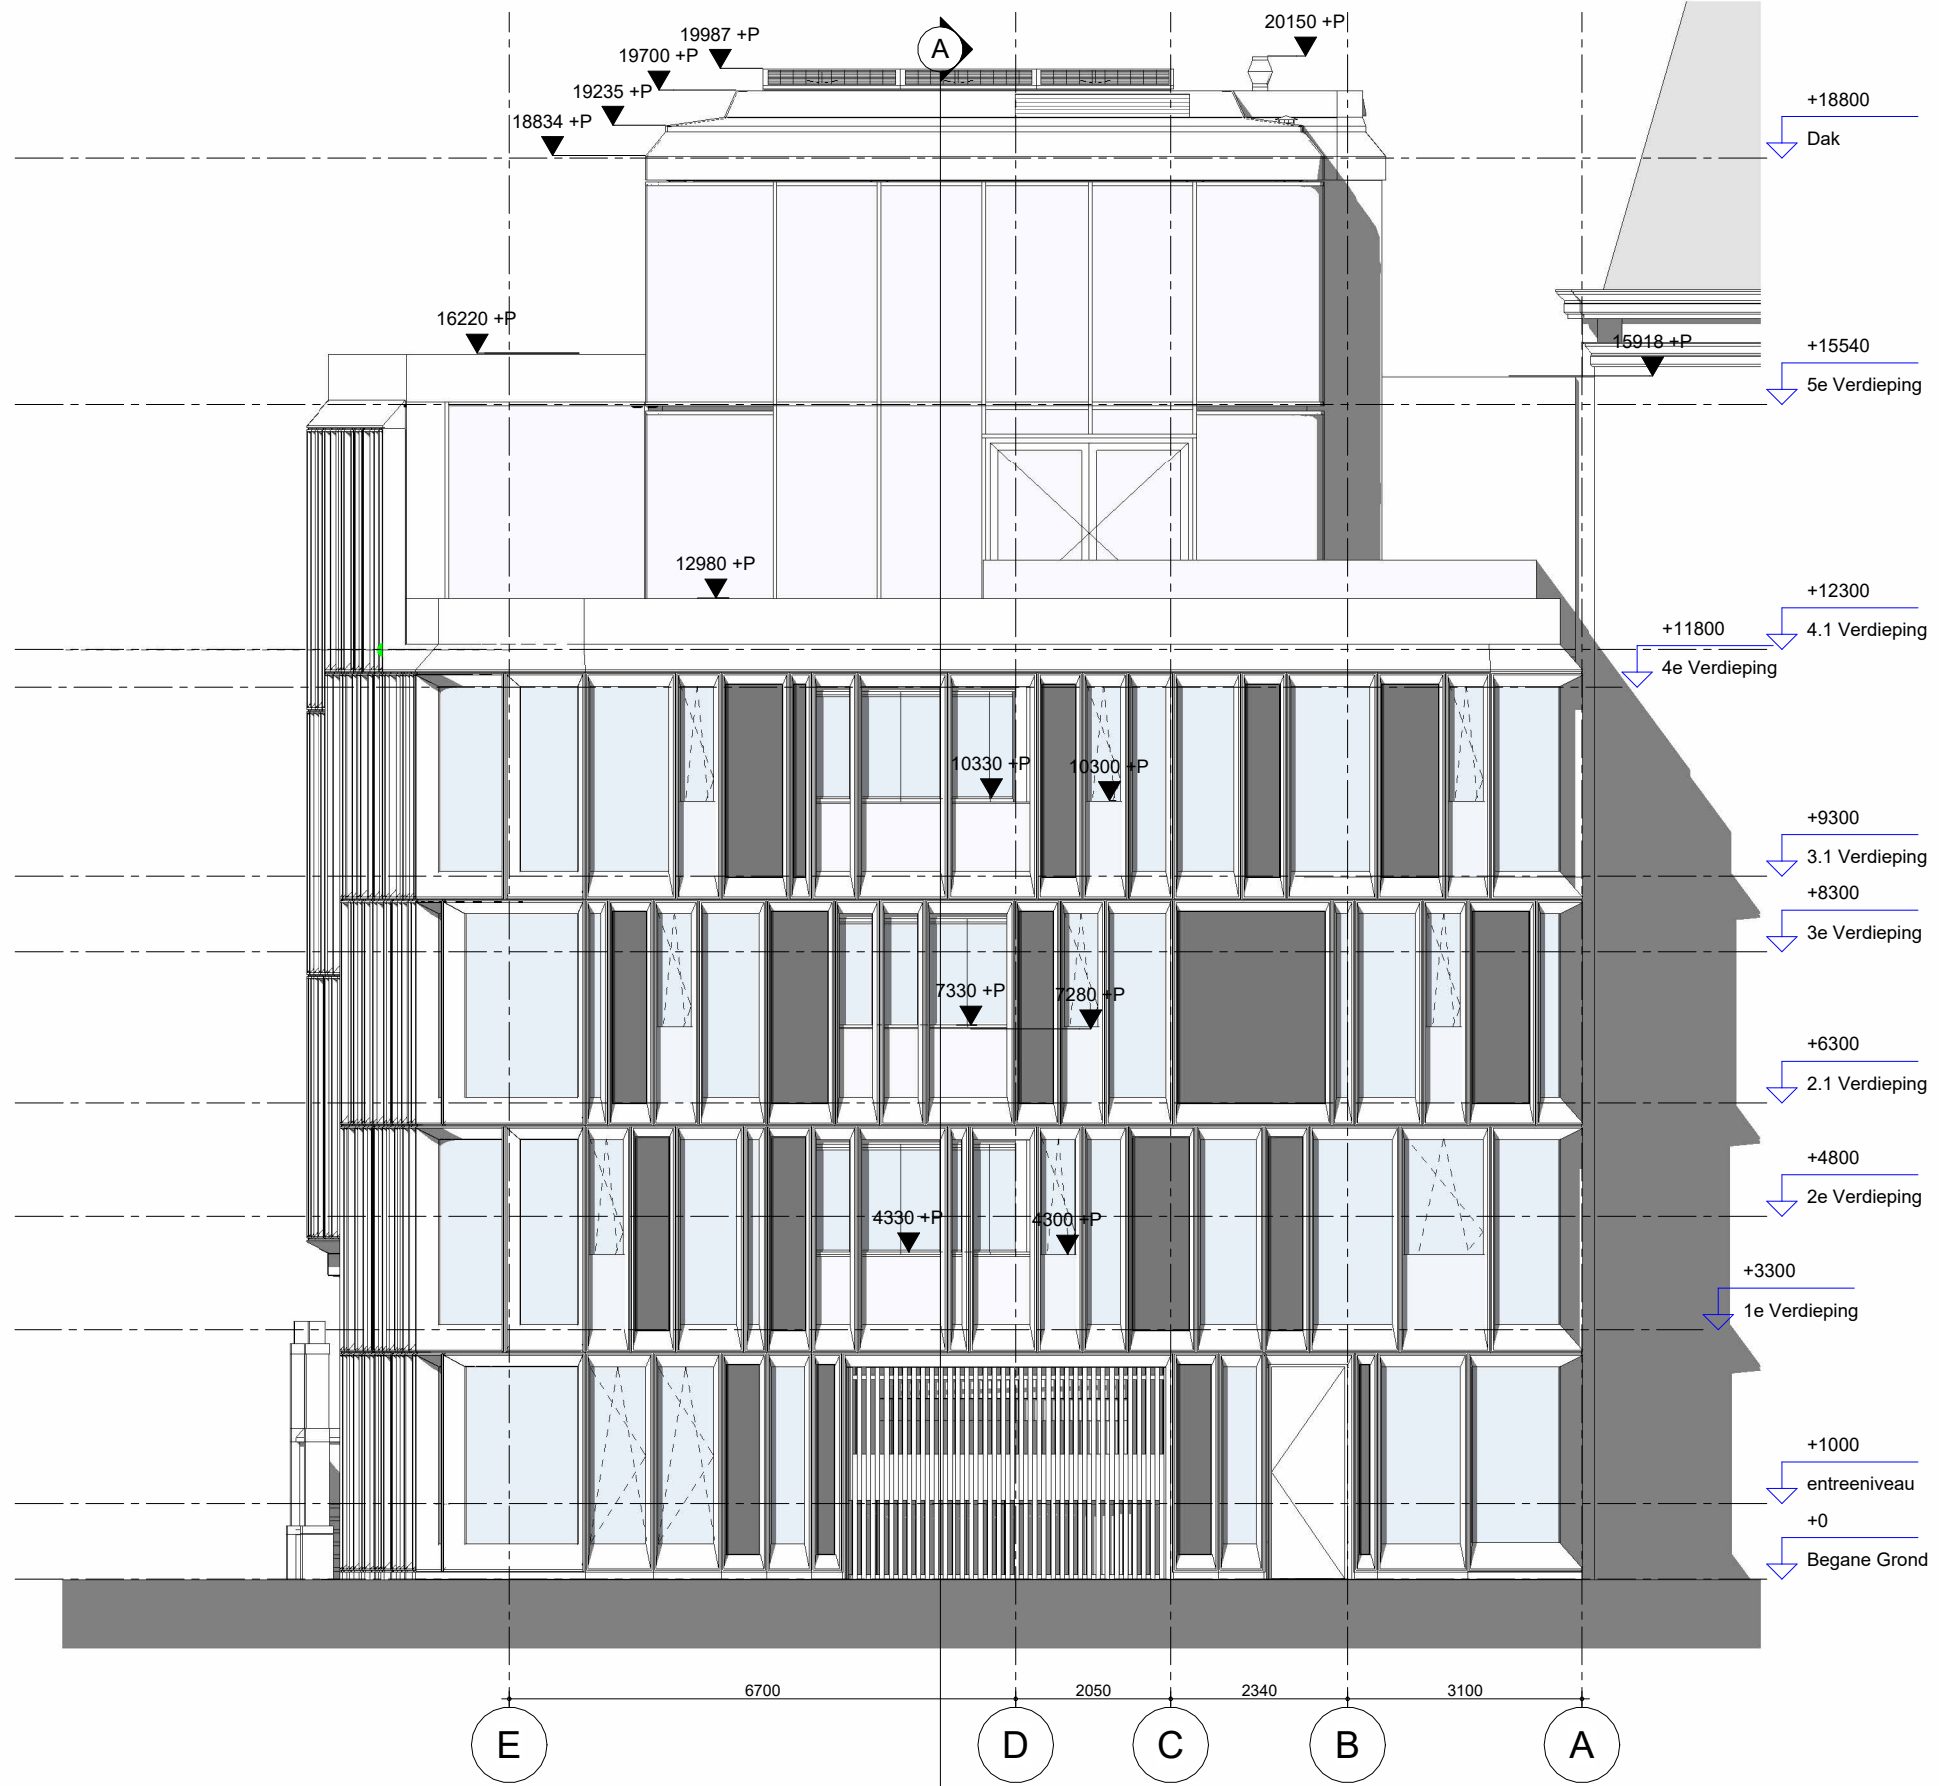 20150 +P
19987 +P
A
19700 +P
19235 +P
18834 +P
+18800
Dak
16220 +P
15918 +P
+15540
5e Verdieping
12980 +P
+12300
4.1 Verdieping
+11800
4e Verdieping
10330 +P
10300 +P
+9300
3.1 Verdieping
+8300
3e Verdieping
7330 +P
7280 +P
+6300
2.1 Verdieping
+4800
2e Verdieping
4330 +P
4300 +P
+3300
1e Verdieping
+1000
entreeniveau
+0
Begane Grond
6700
2050
2340
3100
E
D
C
B
A